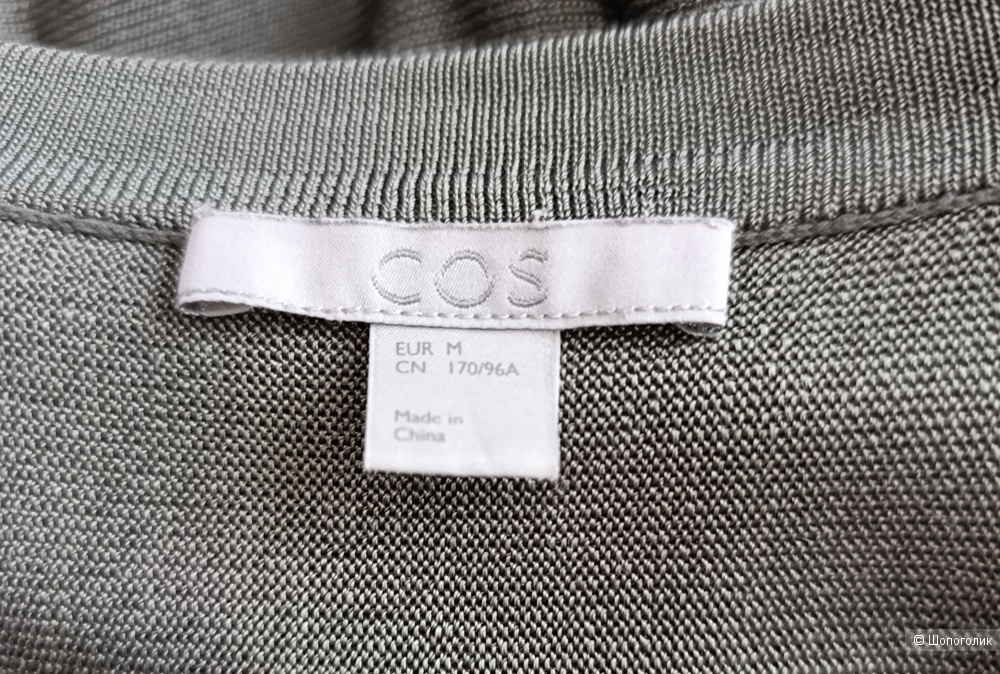 COS
EUR M
CN 170/96A
Made in
China
© Шопоголик